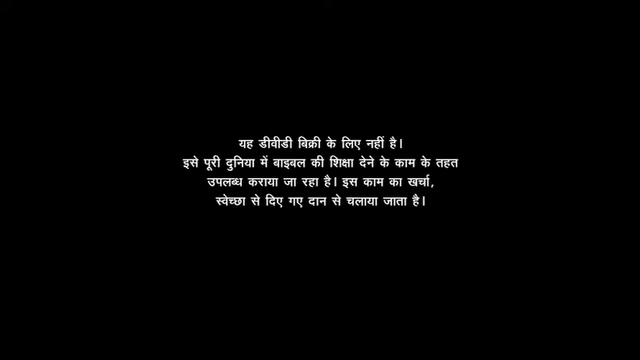 यह डीवीडी बिक्री के लिए नहीं है।
इसे पूरी दुनिया में बाइबल की शिक्षा देने के काम के तहत
उपलब्ध कराया जा रहा है। इस काम का खर्चा,
स्वेच्छा से दिए गए दान से चलाया जाता है।